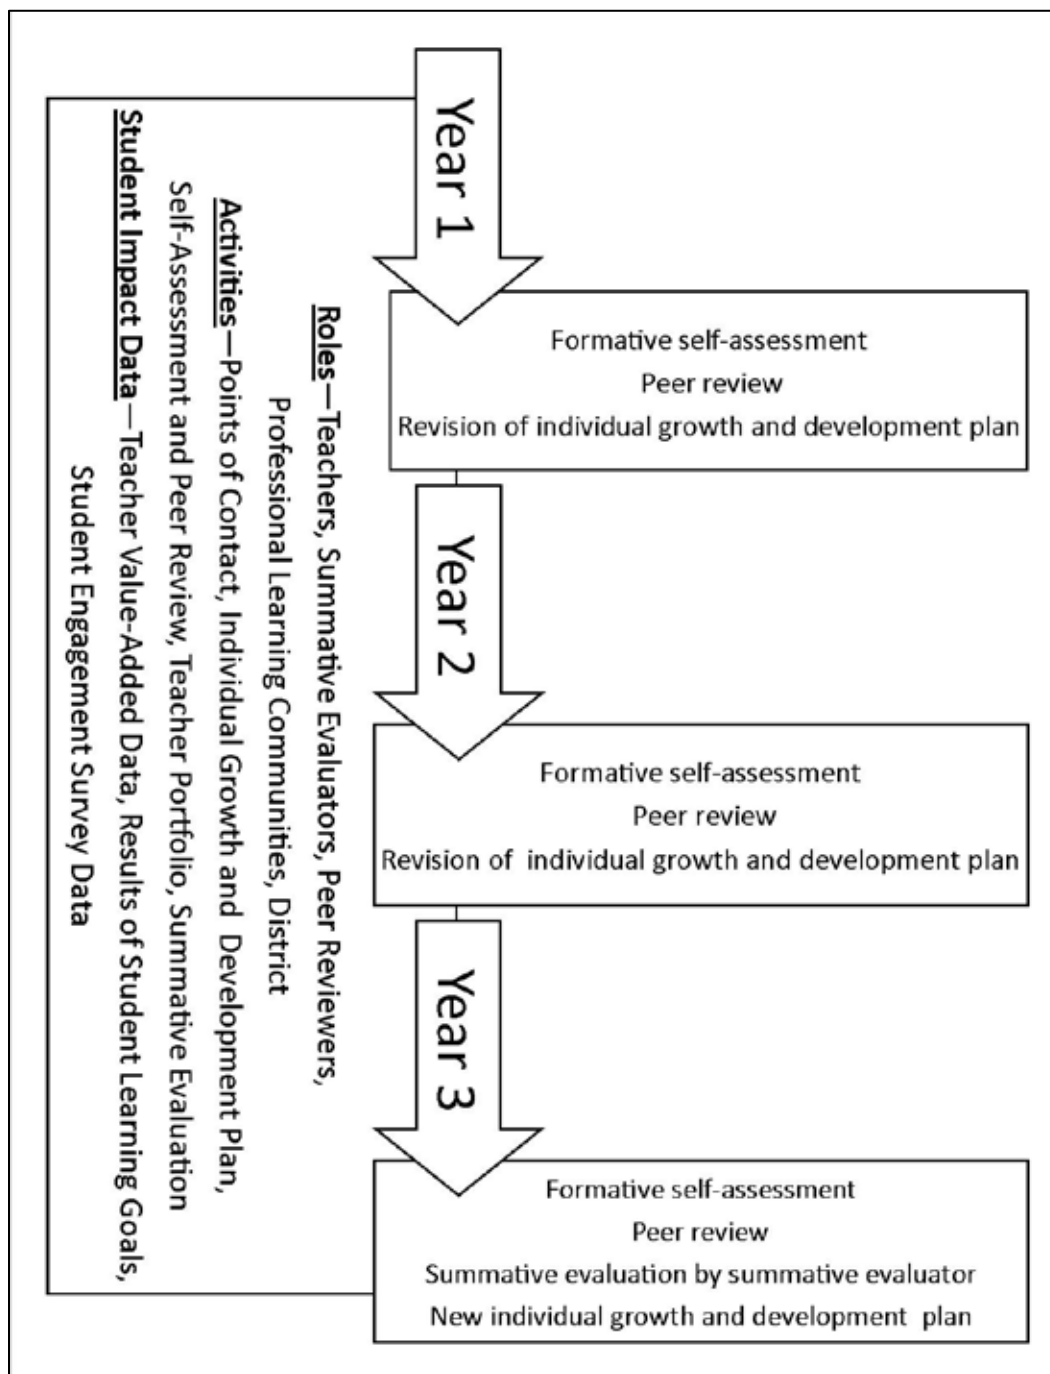 Year 1
Formative self-assessment
Peer review
Revision of individual growth and development plan
Year 2
Formative self-assessment
Peer review
Revision of individual growth and development plan
Year 3
Formative self-assessment
Peer review
Summative evaluation by summative evaluator
New individual growth and development plan
Roles—Teachers, Summative Evaluators, Peer Reviewers,
Professional Learning Communities, District
Activities—Points of Contact, Individual Growth and Development Plan,
Self-Assessment and Peer Review, Teacher Portfolio, Summative Evaluation
Student Impact Data—Teacher Value-Added Data, Results of Student Learning Goals,
Student Engagement Survey Data